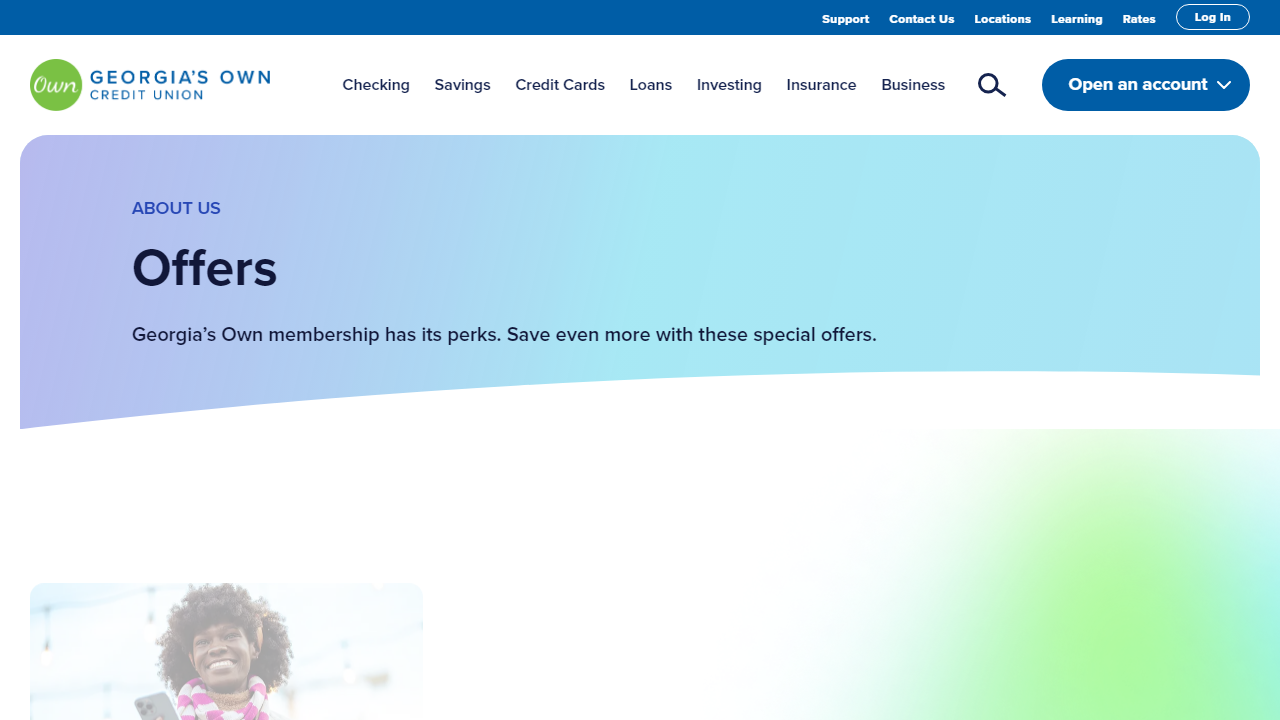 Support Contact Us Locations Learning Rates Log In
Own GEORGIA'S OWN
CREDIT UNION
Checking Savings Credit Cards Loans Investing Insurance Business Open an account
ABOUT US
Offers
Georgia’s Own membership has its perks. Save even more with these special offers.